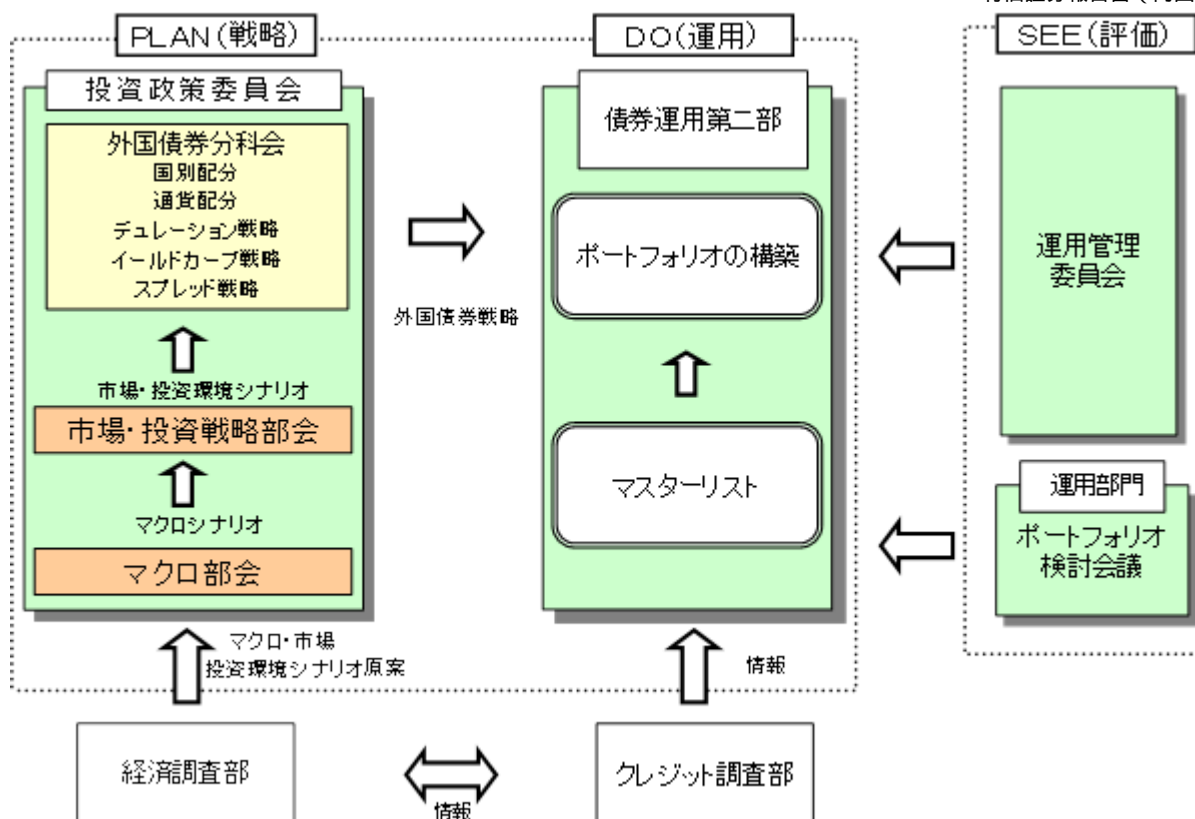 PLAN(戦略)
投資政策委員会
外国債券分科会
国別配分
通貨配分
デュレーション戦略
イールドカーブ戦略
スプレッド戦略
市場・投資環境シナリオ
市場・投資戦略部会
マクロシナリオ
マクロ部会
マクロ・市場
投資環境シナリオ原案
経済調査部
外国債券戦略
情報
DO(運用)
債券運用第二部
ポートフォリオの構築
マスターリスト
情報
クレジット調査部
SEE(評価)
運用管理
委員会
運用部門
ポートフォリオ
検討会議